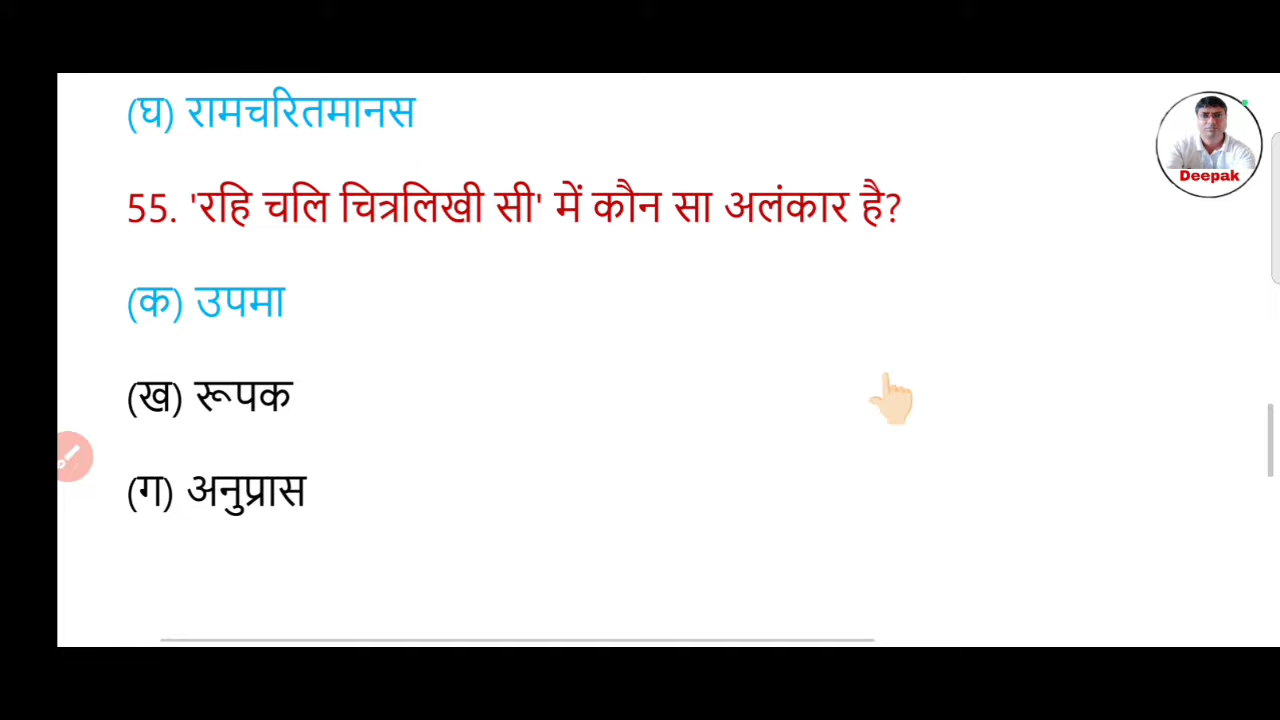 (घ) रामचरितमानस
Deepak
55. 'रहि चलि चित्रलिखी सी' में कौन सा अलंकार है?
(क) उपमा
(ख) रूपक
(ग) अनुप्रास